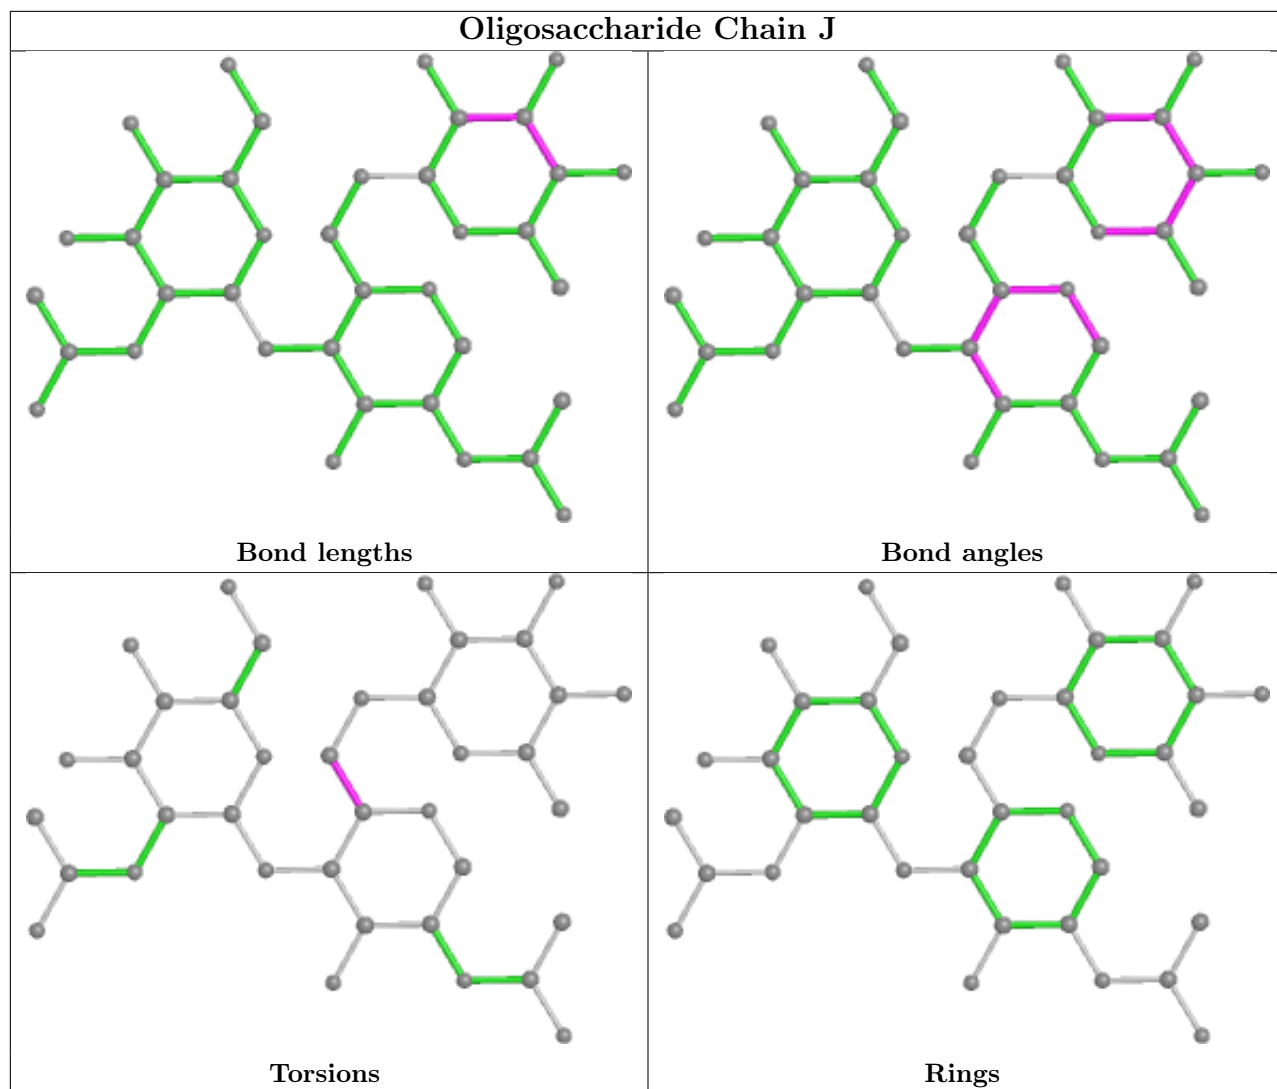 Oligosaccharide Chain J
Bond lengths
Bond angles
Torsions
Rings